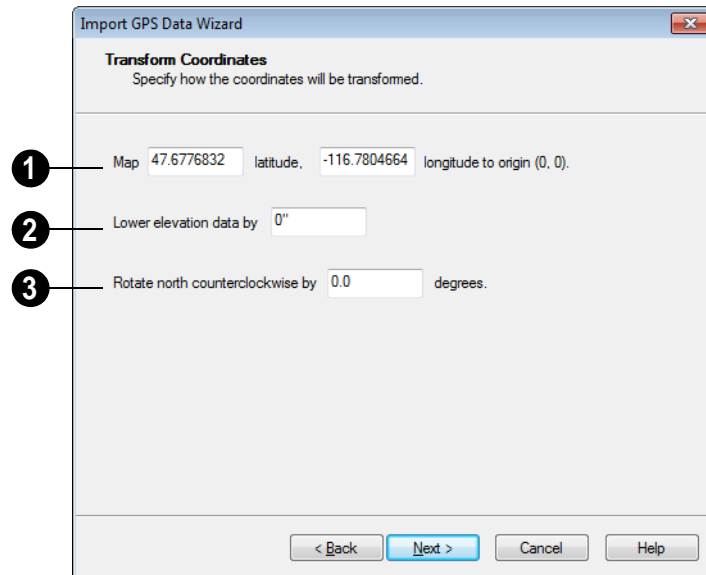 Import GPS Data Wizard
Transform Coordinates
Specify how the coordinates will be transformed.
1 Map 47.6776832 latitude, -116.7804664 longitude to origin (0, 0).
2 Lower elevation data by 0"
3 Rotate north counterclockwise by 0.0 degrees.
< Back Next > Cancel Help